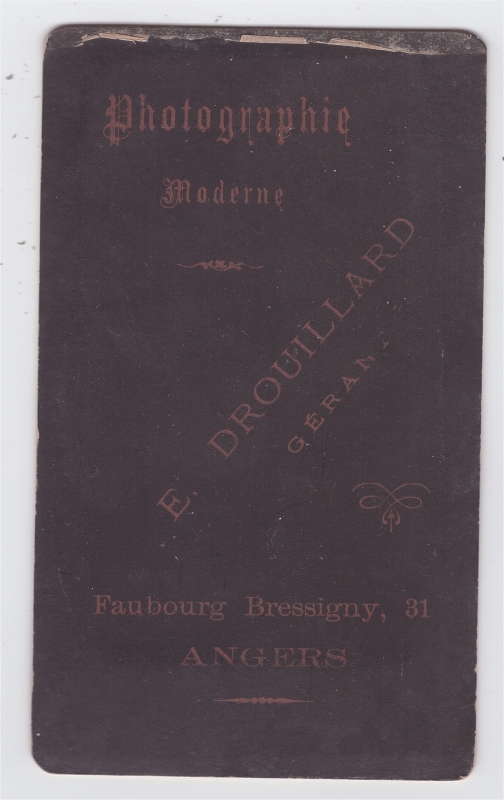 Photographie
Moderne
E. DROUILLARD
GÉRANT
Faubourg Bressigny, 31
ANGERS